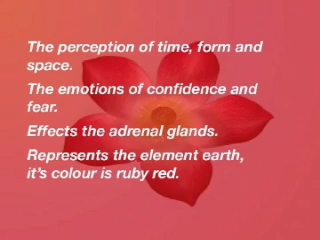 The perception of time, form and
space.
The emotions of confidence and
fear.
Effects the adrenal glands.
Represents the element earth,
it's colour is ruby red.